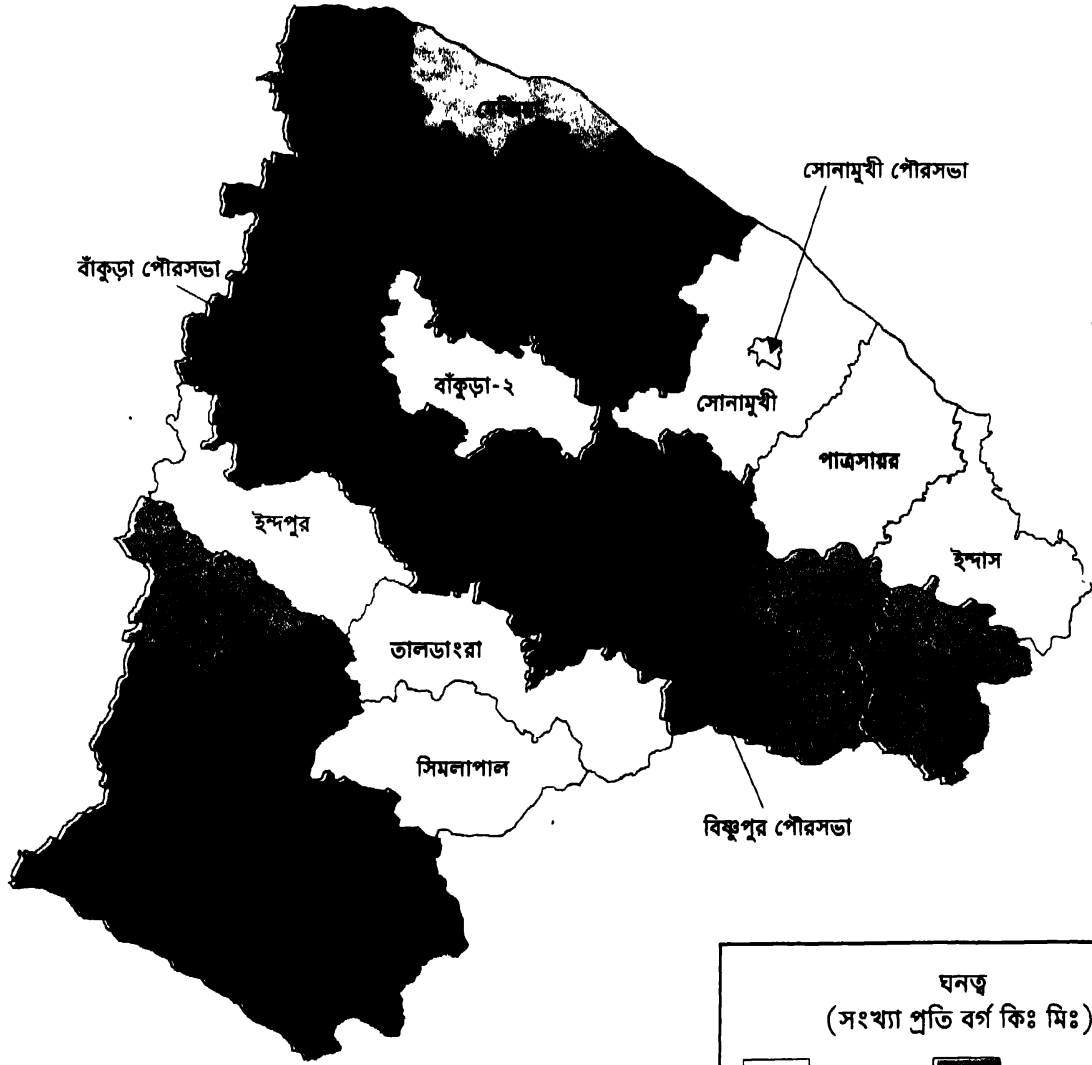 সোনামুখী পৌরসভা
বাঁকুড়া পৌরসভা
বাঁকুড়া-২
সোনামুখী
পাত্রসায়র
ইন্দপুর
ইন্দাস
তালডাংরা
সিমলাপাল
বিষ্ণুপুর পৌরসভা
ঘনত্ব
(সংখ্যা প্রতি বর্গ কিঃ মিঃ)